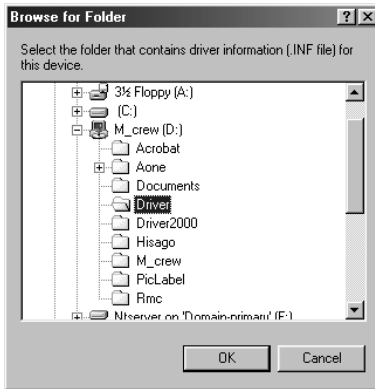 Browse for Folder
Select the folder that contains driver information (.INF file) for
this device.
3½ Floppy (A:)
(C:)
M_crew (D:)
Acrobat
Aone
Documents
Driver
Driver2000
Hisago
M_crew
PicLabel
Rmc
Ntserver on 'Domain-primary' (F:)
OK Cancel